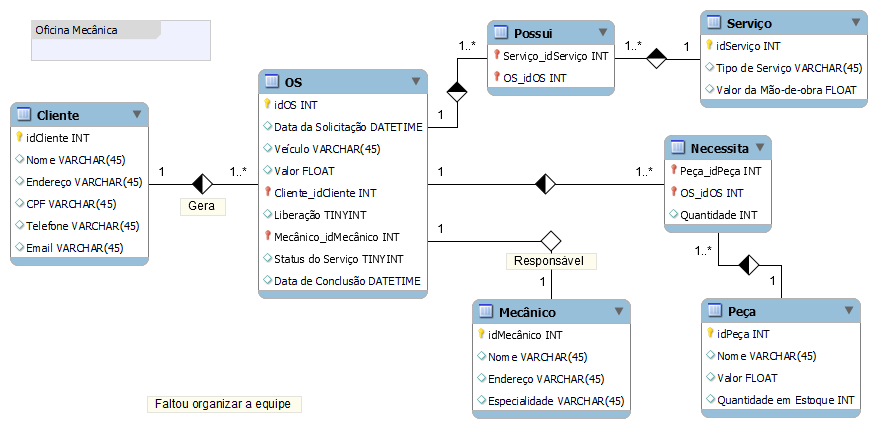 Oficina Mecânica
Cliente
idCliente INT
Nome VARCHAR(45)
Endereço VARCHAR(45)
CPF VARCHAR(45)
Telefone VARCHAR(45)
Email VARCHAR(45)
1
1..*
Gera
OS
idOS INT
Data da Solicitação DATETIME
Veículo VARCHAR(45)
Valor FLOAT
Cliente_idCliente INT
Liberação TINYINT
Mecânico_idMecânico INT
Status do Serviço TINYINT
Data de Conclusão DATETIME
1
1..*
Possui
Serviço_idServiço INT
OS_idOS INT
1..*
1
Serviço
idServiço INT
Tipo de Serviço VARCHAR(45)
Valor da Mão-de-obra FLOAT
1
1..*
Necessita
Peça_idPeça INT
OS_idOS INT
Quantidade INT
1..*
1
1
Responsável
1
Mecânico
idMecânico INT
Nome VARCHAR(45)
Endereço VARCHAR(45)
Especialidade VARCHAR(45)
Peça
idPeça INT
Nome VARCHAR(45)
Valor FLOAT
Quantidade em Estoque INT
Faltou organizar a equipe